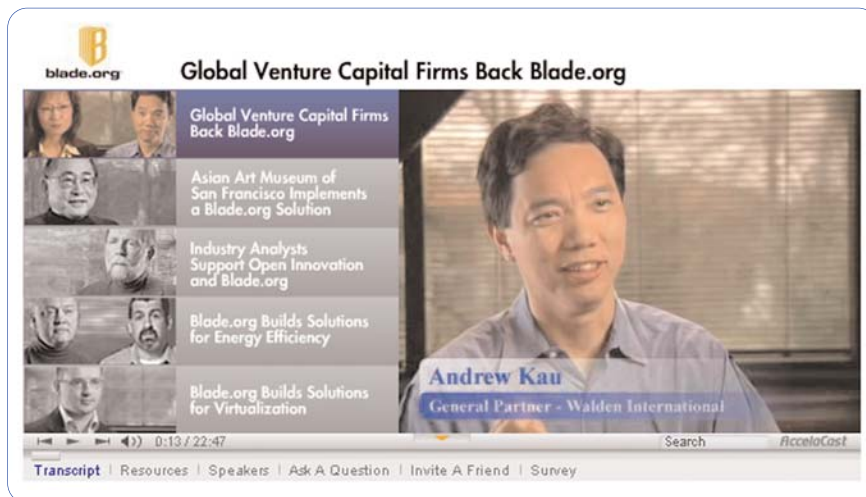 blade.org
Global Venture Capital Firms Back Blade.org
Global Venture Capital Firms
Back Blade.org
Asian Art Museum of
San Francisco Implements
a Blade.org Solution
Industry Analysts
Support Open Innovation
and Blade.org
Blade.org Builds Solutions
for Energy Efficiency
Blade.org Builds Solutions
for Virtualization
Andrew Kau
General Partner - Walden International
0:13 / 22:47
Search
AccelaCast
Transcript | Resources | Speakers | Ask A Question | Invite A Friend | Survey